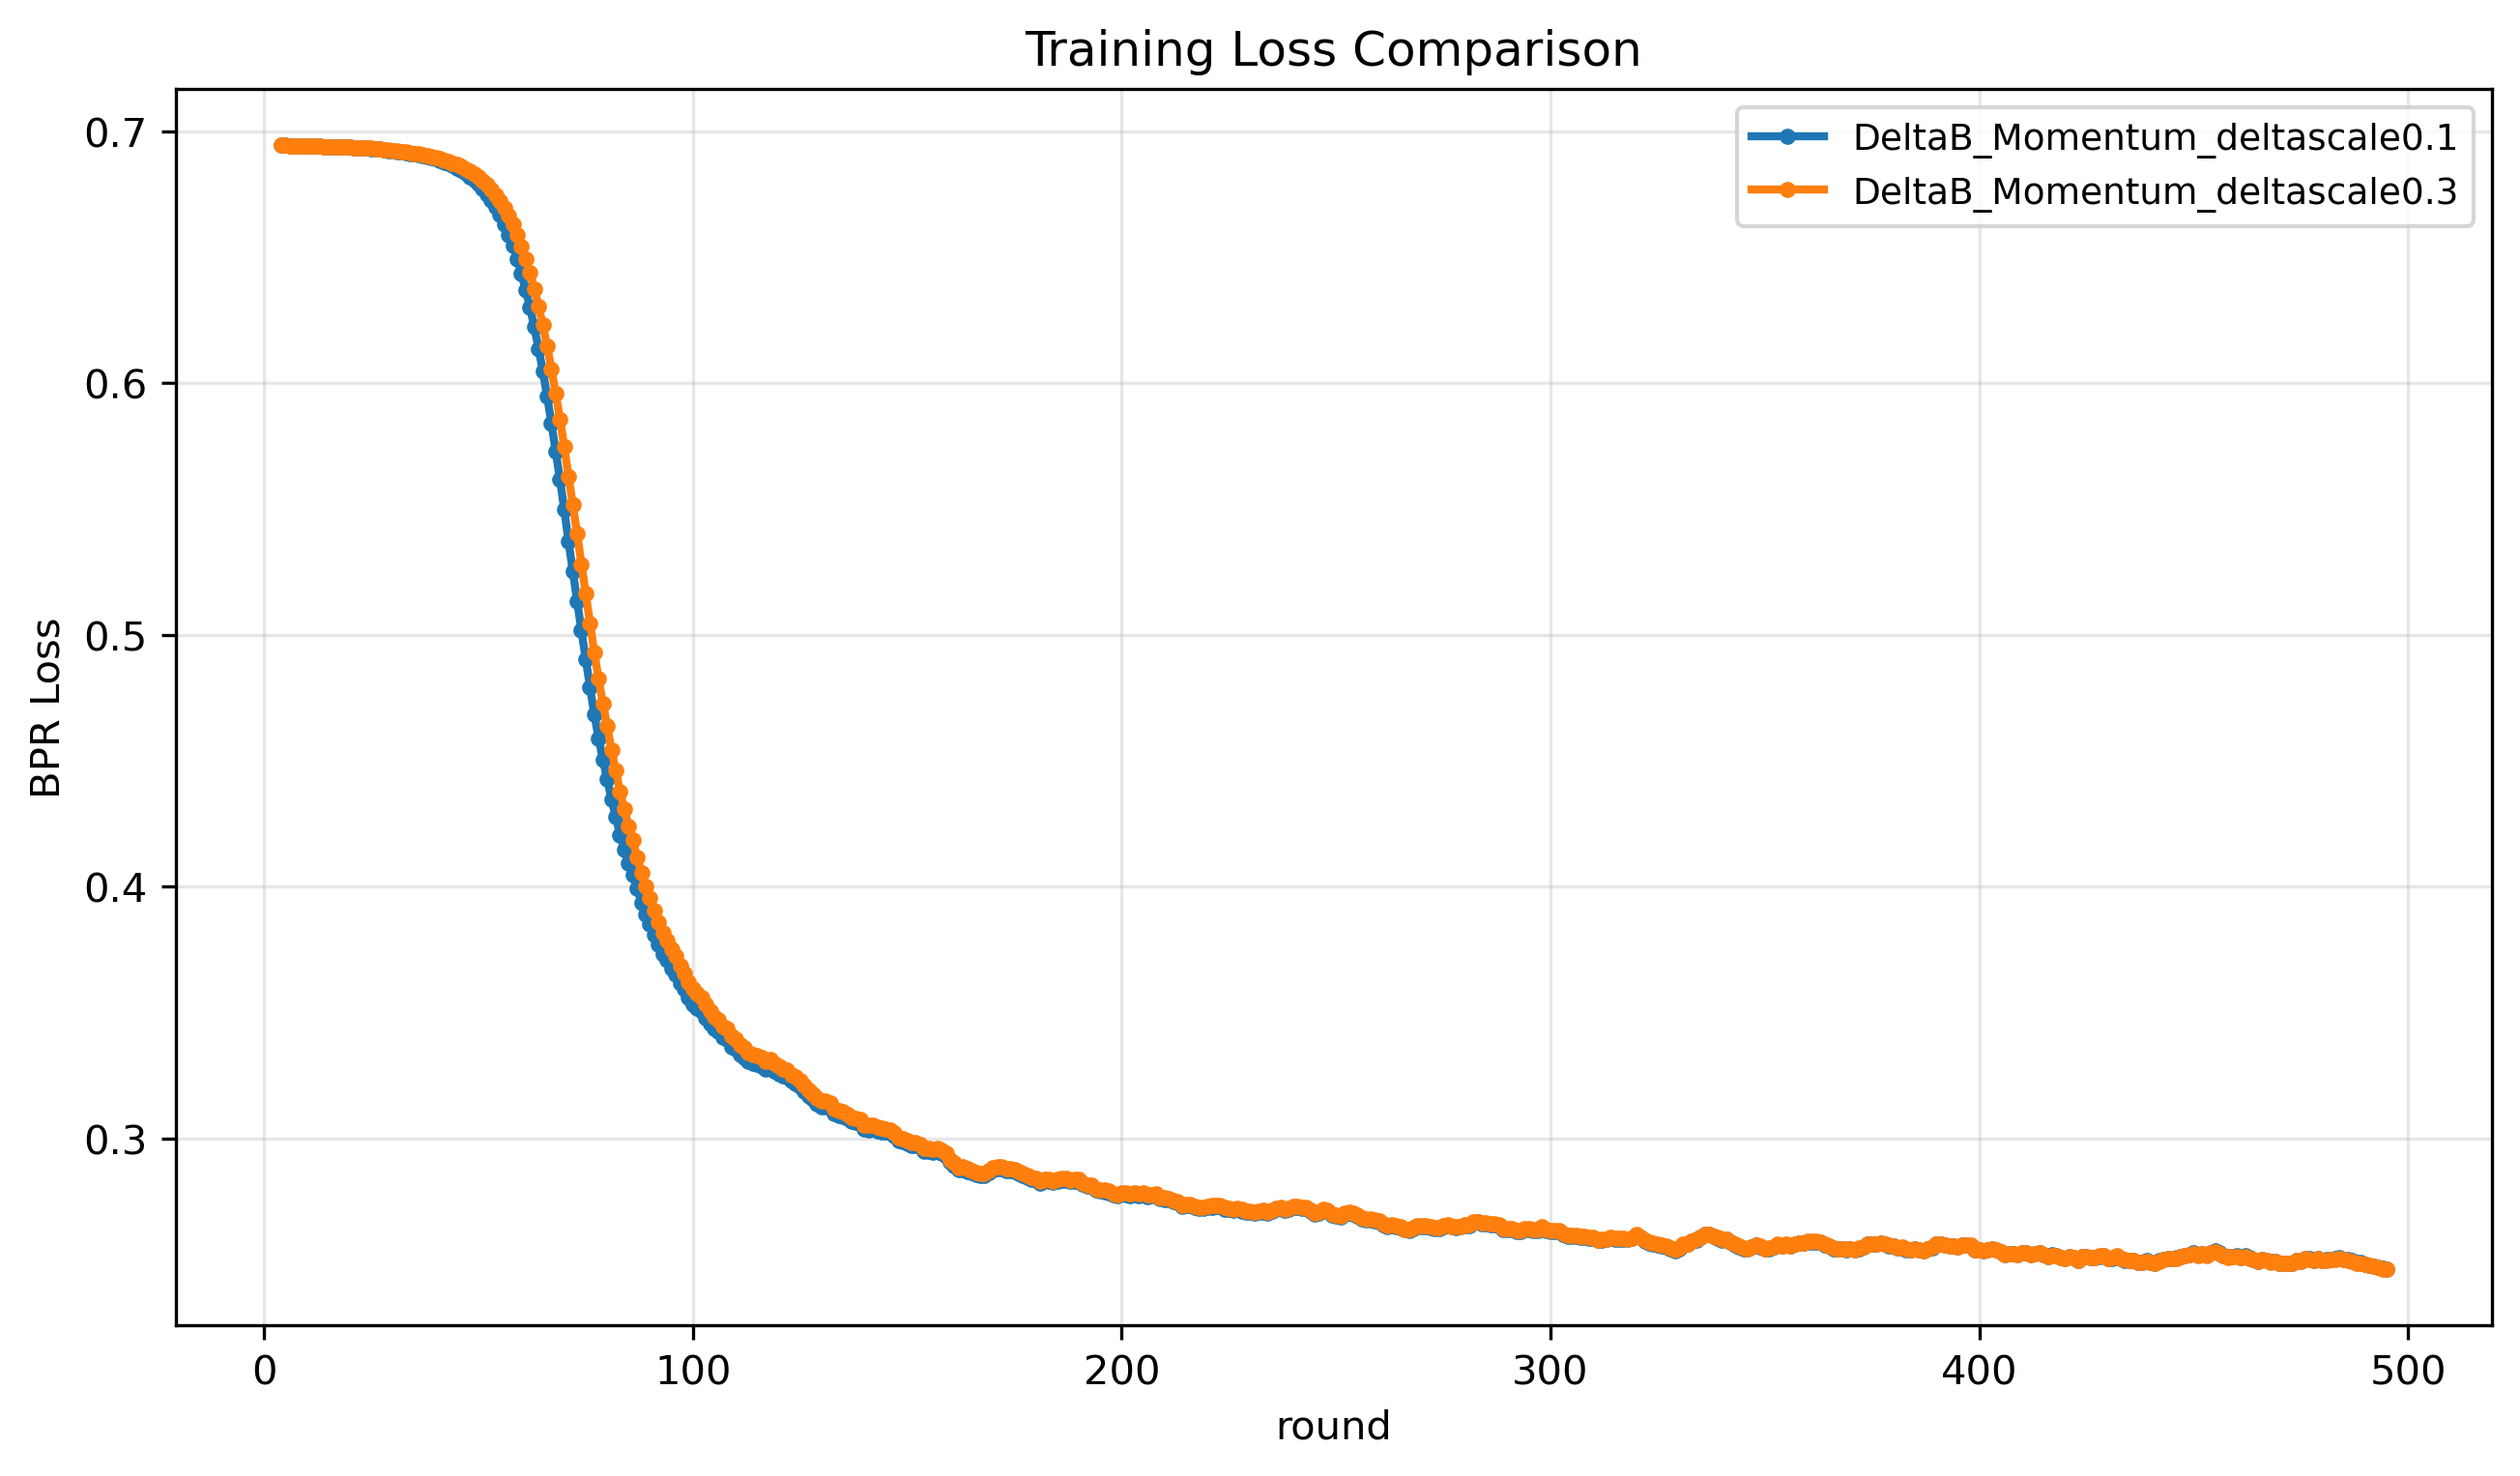 Training Loss Comparison
DeltaB_Momentum_deltascale0.1
DeltaB_Momentum_deltascale0.3
BPR Loss
0.7
0.6
0.5
0.4
0.3
0 100 200 300 400 500
round